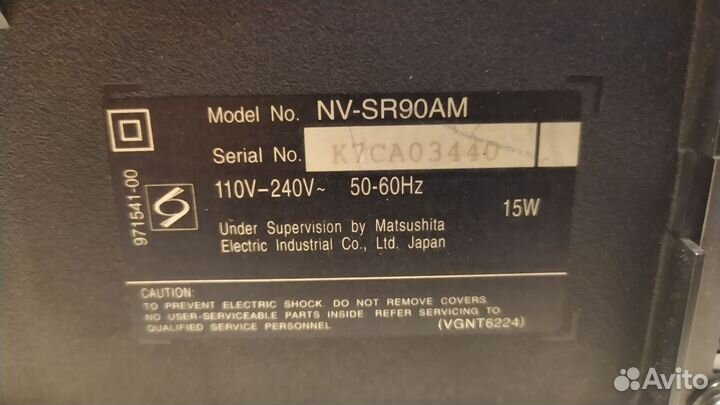 Model No. NV-SR90AM
Serial No. K7CA03440
110V-240V~ 50-60Hz
15W
Under Supervision by Matsushita
Electric Industrial Co., Ltd. Japan
971541-00
CAUTION:
TO PREVENT ELECTRIC SHOCK, DO NOT REMOVE COVERS.
NO USER-SERVICEABLE PARTS INSIDE. REFER SERVICING TO
QUALIFIED SERVICE PERSONNEL.
(VGNT6224)
Avito